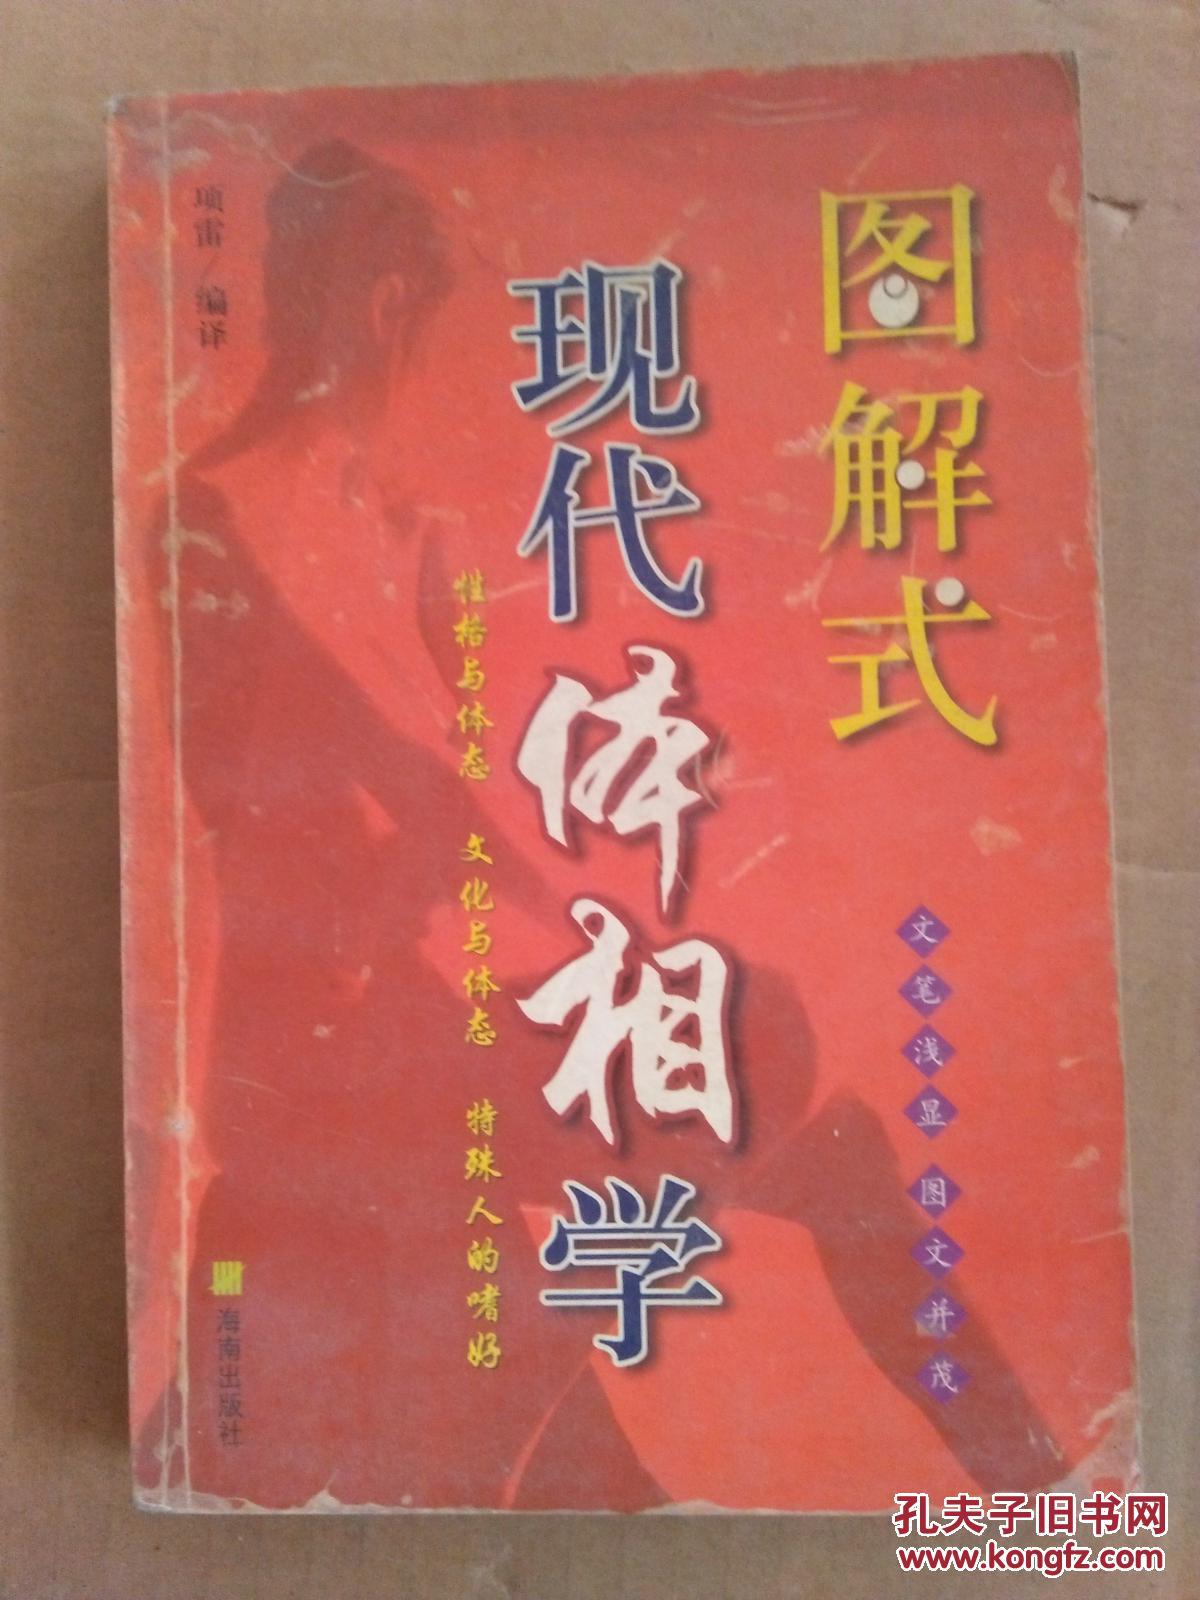 图解式
现代体相学
性格与体态 文化与体态 特殊人的嗜好
文笔浅显 图文并茂
项雷/编译
海南出版社
孔夫子旧书网
www.kongfz.com